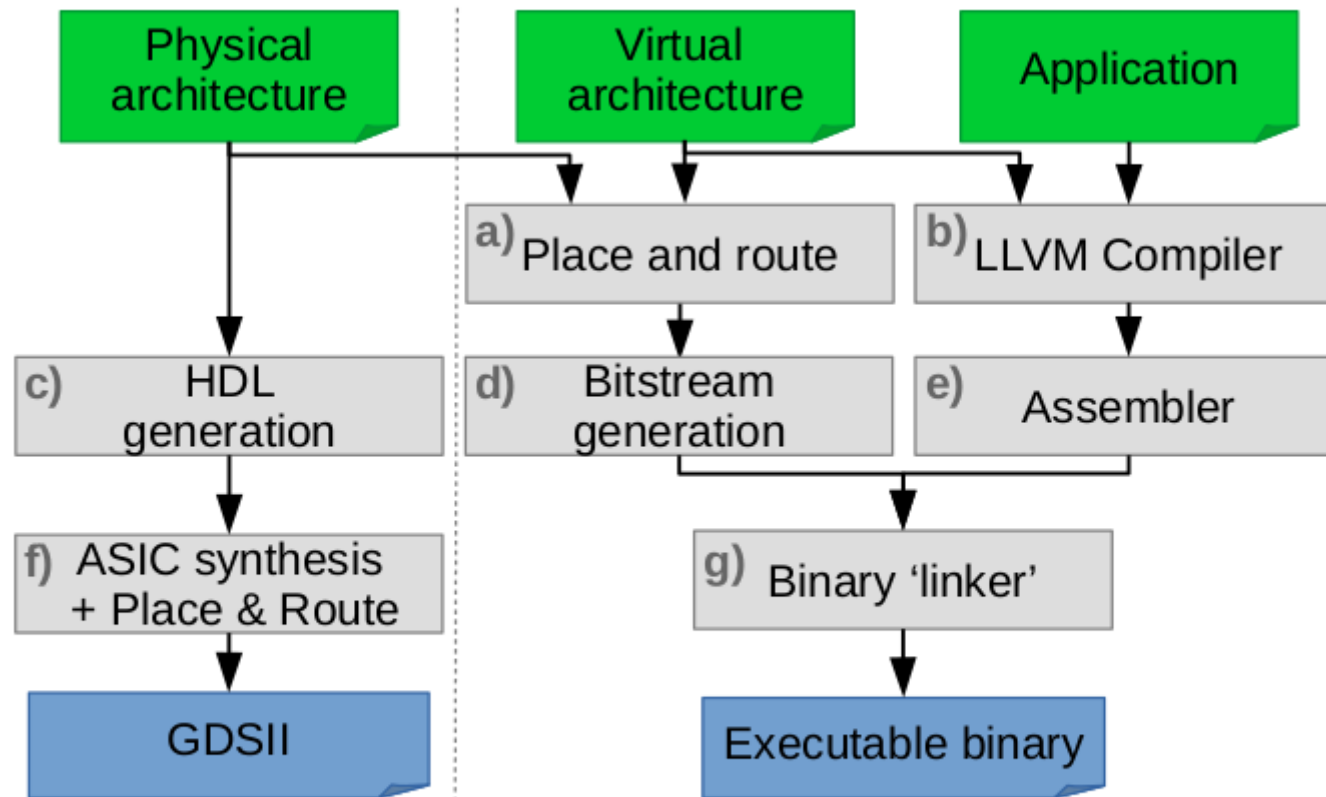 Physical
architecture
Virtual
architecture
Application
a)
Place and route
b)
LLVM Compiler
c)
HDL
generation
d)
Bitstream
generation
e)
Assembler
f)
ASIC synthesis
+ Place & Route
g)
Binary ‘linker’
GDSII
Executable binary